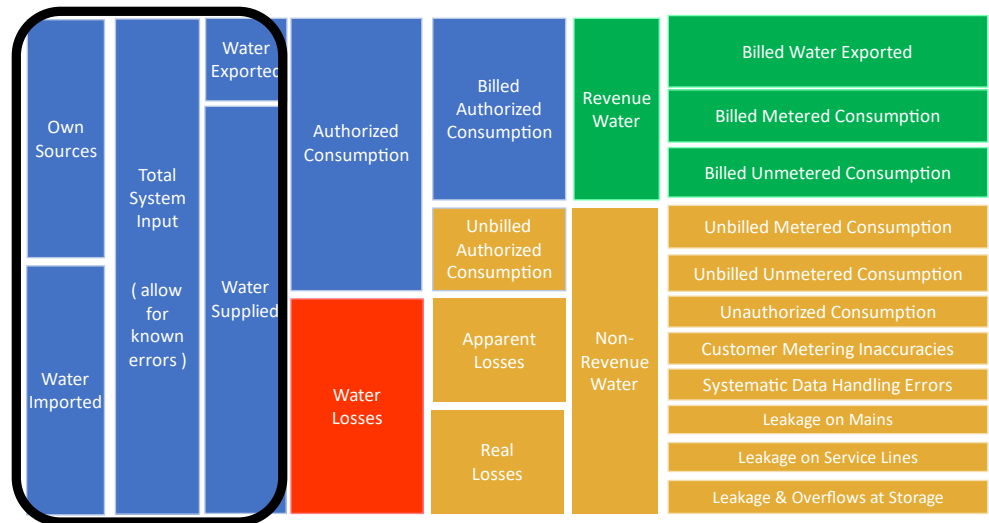 Own
Sources
Water
Imported
Total
System
Input
( allow
for
known
errors )
Water
Exported
Water
Supplied
Authorized
Consumption
Water
Losses
Billed
Authorized
Consumption
Unbilled
Authorized
Consumption
Apparent
Losses
Real
Losses
Revenue
Water
Non-
Revenue
Water
Billed Water Exported
Billed Metered Consumption
Billed Unmetered Consumption
Unbilled Metered Consumption
Unbilled Unmetered Consumption
Unauthorized Consumption
Customer Metering Inaccuracies
Systematic Data Handling Errors
Leakage on Mains
Leakage on Service Lines
Leakage & Overflows at Storage